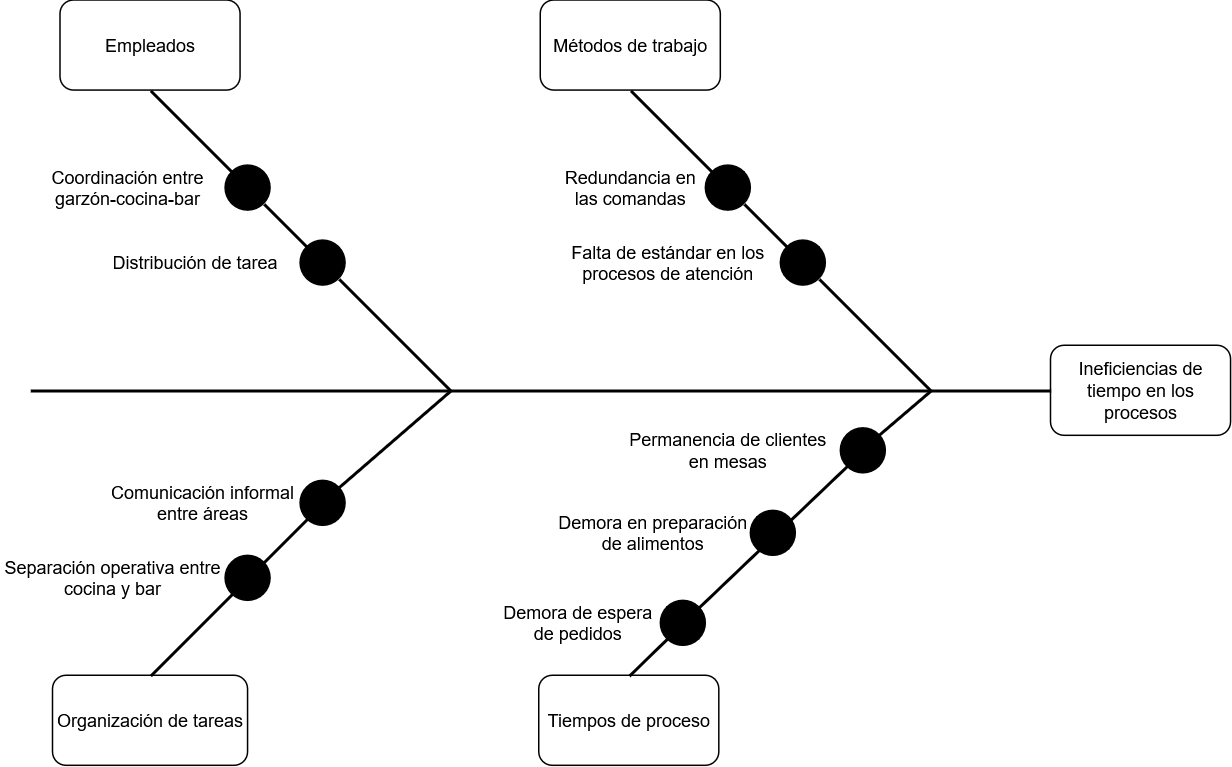 Empleados
Métodos de trabajo
Coordinación entre
garzón-cocina-bar
Distribución de tarea
Redundancia en
las comandas
Falta de estándar en los
procesos de atención
Ineficiencias de
tiempo en los
procesos
Comunicación informal
entre áreas
Separación operativa entre
cocina y bar
Permanencia de clientes
en mesas
Demora en preparación
de alimentos
Demora de espera
de pedidos
Organización de tareas
Tiempos de proceso